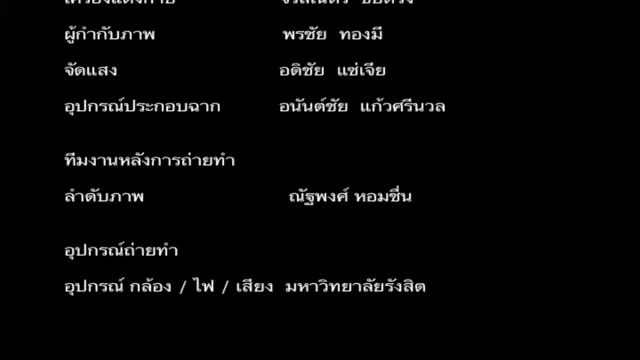 ผู้กำกับภาพ พรชัย ทองมี
จัดแสง อดิชัย แซ่เจีย
อุปกรณ์ประกอบฉาก อนันต์ชัย แก้วศรีนวล
ทีมงานหลังการถ่ายทำ
ลำดับภาพ ณัฐพงศ์ หอมชื่น
อุปกรณ์ถ่ายทำ
อุปกรณ์ กล้อง / ไฟ / เสียง มหาวิทยาลัยรังสิต